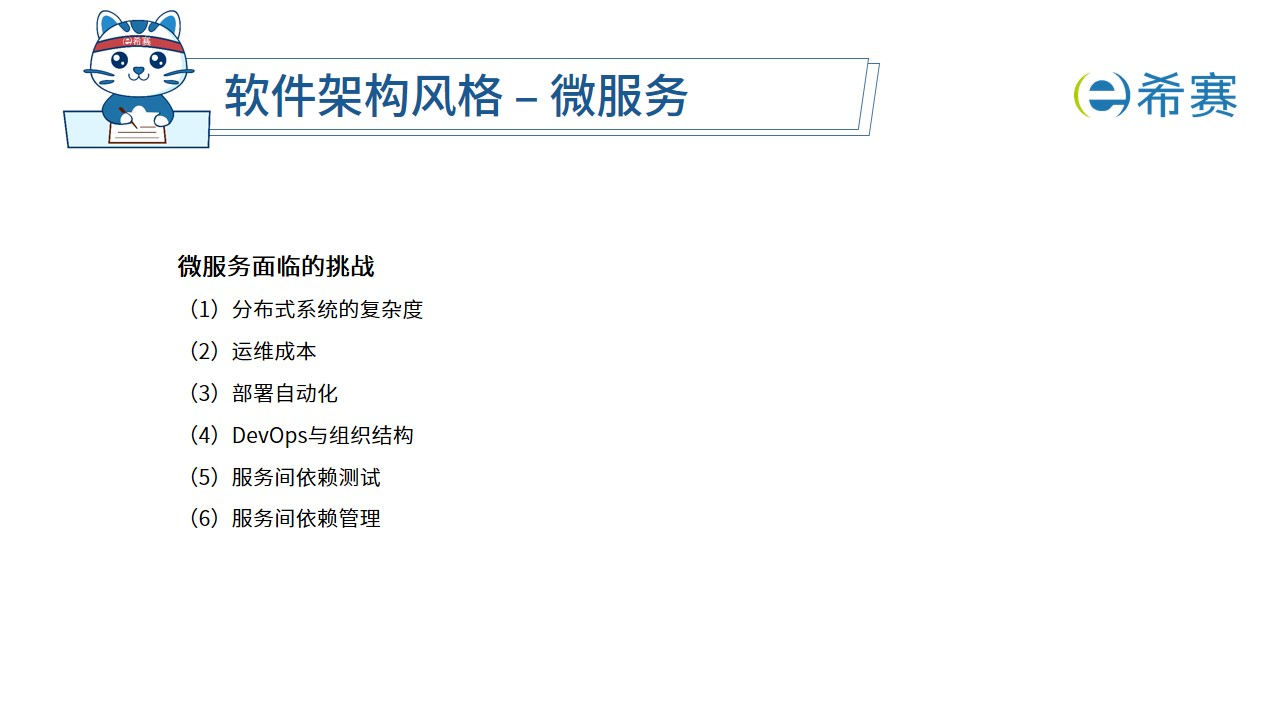 希赛
软件架构风格 – 微服务
希赛
微服务面临的挑战
（1）分布式系统的复杂度
（2）运维成本
（3）部署自动化
（4）DevOps与组织结构
（5）服务间依赖测试
（6）服务间依赖管理